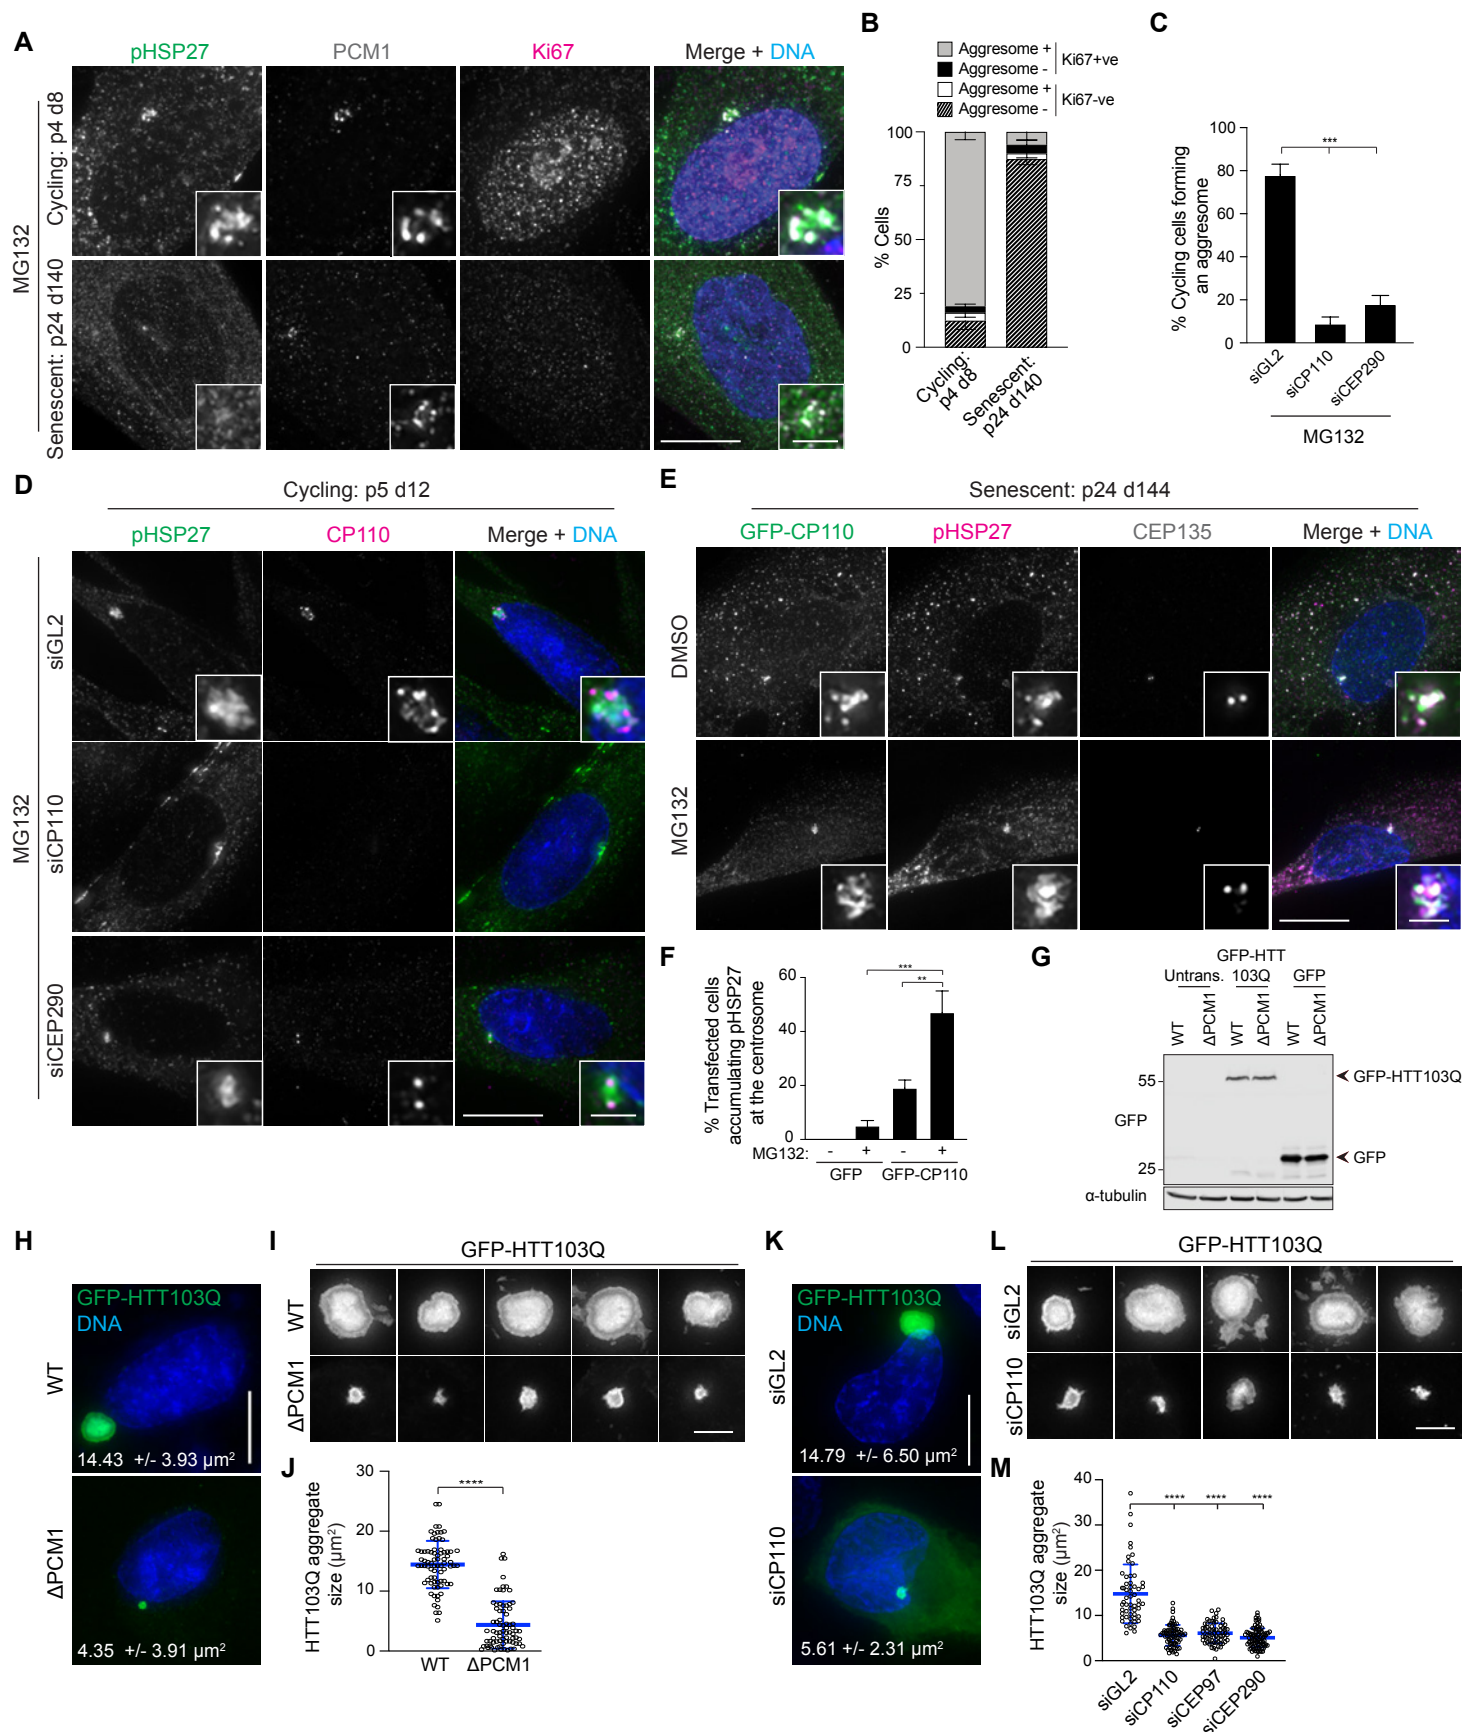 A
pHSP27
PCM1
Ki67
Merge + DNA
MG132
Cycling: p4 d8
Senescent: p24 d140
B
Aggresome +
Aggresome -
Ki67+ve
Aggresome +
Aggresome -
Ki67-ve
% Cells
100
75
50
25
0
Cycling:
p4 d8
Senescent:
p24 d140
C
% Cycling cells forming
an aggresome
100
80
60
40
20
0
***
siGL2
siCP110
siCEP290
MG132
D
Cycling: p5 d12
pHSP27
CP110
Merge + DNA
MG132
siGL2
siCP110
siCEP290
E
Senescent: p24 d144
GFP-CP110
pHSP27
CEP135
Merge + DNA
DMSO
MG132
F
% Transfected cells
accumulating pHSP27
at the centrosome
60
40
20
0
***
**
MG132: - + - +
GFP
GFP-CP110
G
GFP-HTT
Untrans. 103Q GFP
WT
ΔPCM1
WT
ΔPCM1
WT
ΔPCM1
55
GFP
25
GFP-HTT103Q
GFP
α-tubulin
H
GFP-HTT103Q
DNA
WT
14.43 +/- 3.93 µm²
ΔPCM1
4.35 +/- 3.91 µm²
I
GFP-HTT103Q
WT
ΔPCM1
J
HTT103Q aggregate
size (µm²)
30
20
10
0
****
WT
ΔPCM1
K
GFP-HTT103Q
DNA
siGL2
14.79 +/- 6.50 µm²
siCP110
5.61 +/- 2.31 µm²
L
GFP-HTT103Q
siGL2
siCP110
M
HTT103Q aggregate
size (µm²)
40
30
20
10
0
**** **** ****
siGL2
siCP110
siCEP97
siCEP290